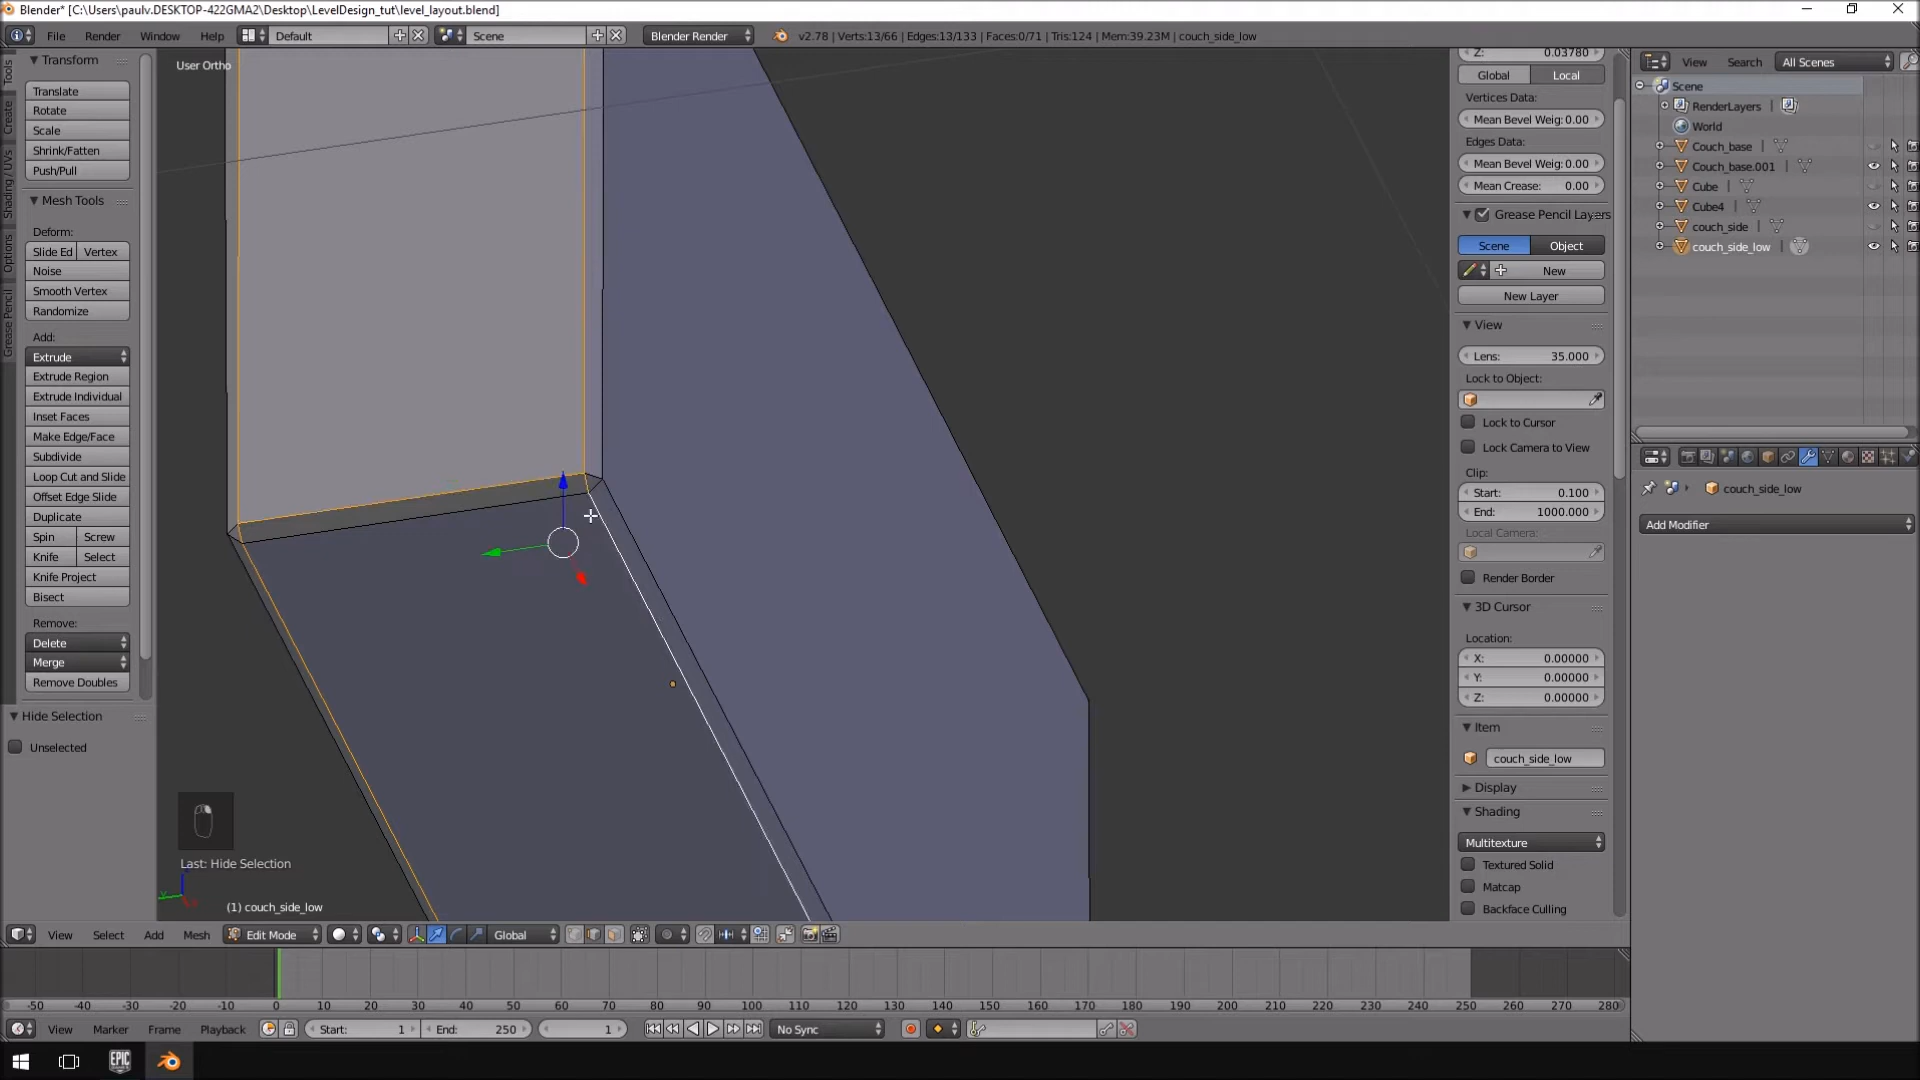 Blender* [C:\Users\paulv.DESKTOP-422GMA2\Desktop\LevelDesign_tut\level_layout.blend]
File Render Window Help Default Scene Blender Render v2.78 | Verts:13/66 | Edges:13/133 | Faces:0/71 | Tris:124 | Mem:39.23M | couch_side_low
Tools
Create
Shading / UVs
Options
Grease Pencil
Transform
Translate
Rotate
Scale
Shrink/Fatten
Push/Pull
Mesh Tools
Deform:
Slide Ed Vertex
Noise
Smooth Vertex
Randomize
Add:
Extrude
Extrude Region
Extrude Individual
Inset Faces
Make Edge/Face
Subdivide
Loop Cut and Slide
Offset Edge Slide
Duplicate
Spin Screw
Knife Select
Knife Project
Bisect
Remove:
Delete
Merge
Remove Doubles
Hide Selection
Unselected
User Ortho
Last: Hide Selection
(1) couch_side_low
Z: 0.03780
Global Local
Vertices Data:
Mean Bevel Weig: 0.00
Edges Data:
Mean Bevel Weig: 0.00
Mean Crease: 0.00
Grease Pencil Layers
Scene Object
New
New Layer
View
Lens: 35.000
Lock to Object:
Lock to Cursor
Lock Camera to View
Clip:
Start: 0.100
End: 1000.000
Local Camera:
Render Border
3D Cursor
Location:
X: 0.00000
Y: 0.00000
Z: 0.00000
Item
couch_side_low
Display
Shading
Multitexture
Textured Solid
Matcap
Backface Culling
View Search All Scenes
Scene
RenderLayers
World
Couch_base
Couch_base.001
Cube
Cube4
couch_side
couch_side_low
couch_side_low
Add Modifier
View Select Add Mesh Edit Mode Global
-50 -40 -30 -20 -10 0 10 20 30 40 50 60 70 80 90 100 110 120 130 140 150 160 170 180 190 200 210 220 230 240 250 260 270 280
View Marker Frame Playback Start: 1 End: 250 1 No Sync
EPIC